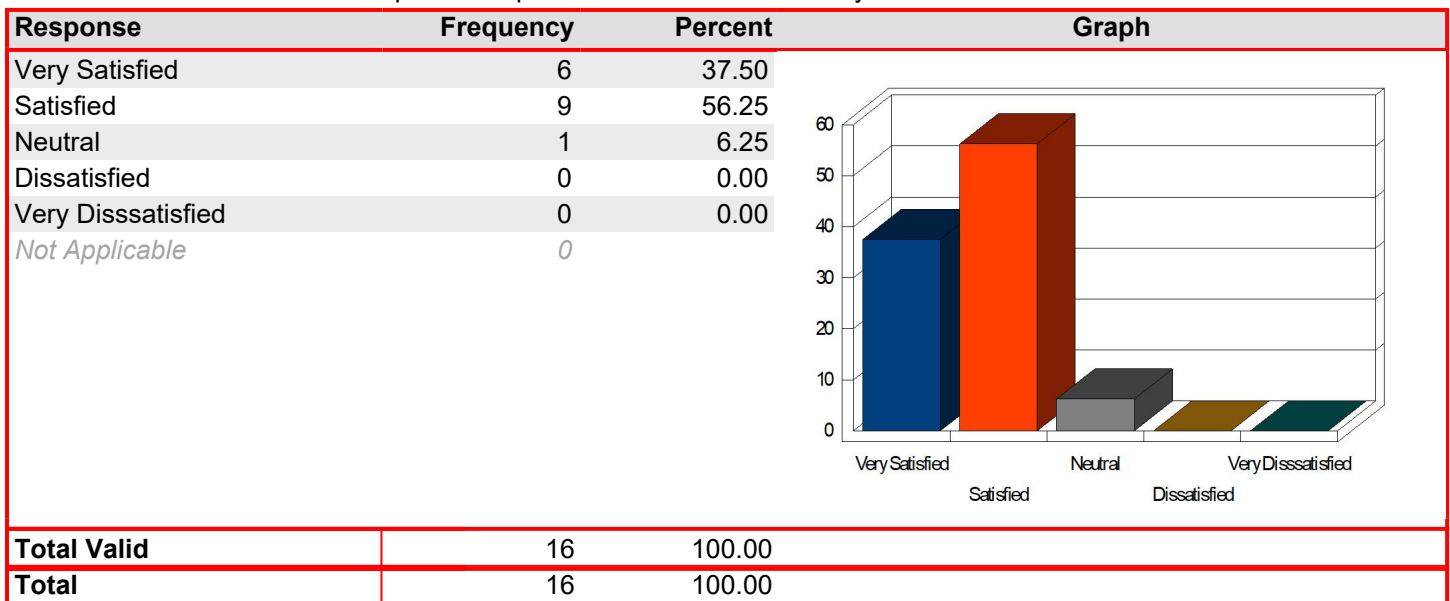 Response Frequency Percent Graph
Very Satisfied 6 37.50
Satisfied 9 56.25
Neutral 1 6.25
Dissatisfied 0 0.00
Very Disssatisfied 0 0.00
Not Applicable 0
60
50
40
30
20
10
0
Very Satisfied Neutral Very Disssatisfied
Satisfied Dissatisfied
Total Valid 16 100.00
Total 16 100.00